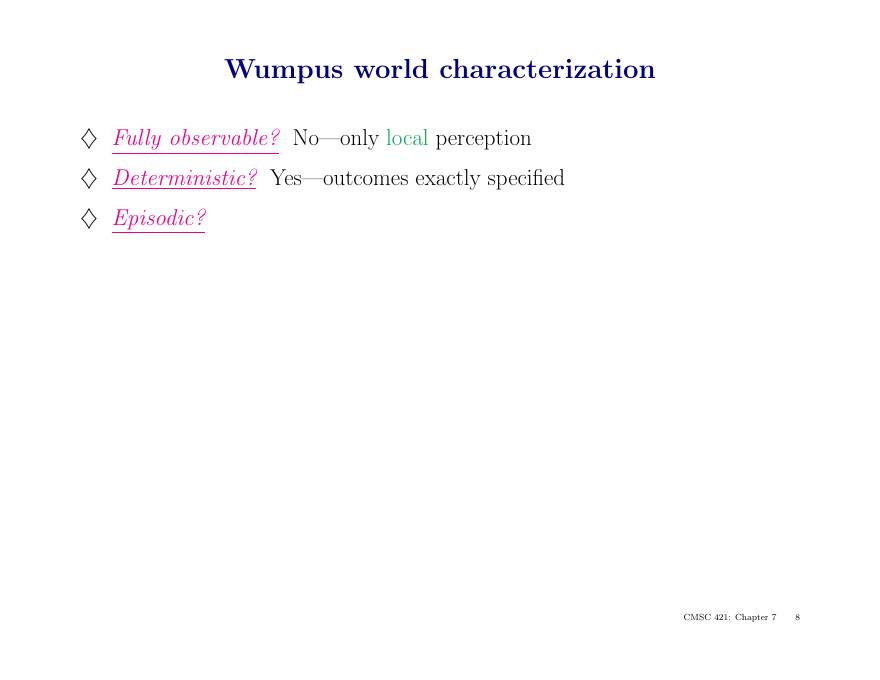 Wumpus world characterization
♢ Fully observable? No—only local perception
♢ Deterministic? Yes—outcomes exactly specified
♢ Episodic?
CMSC 421: Chapter 7 8